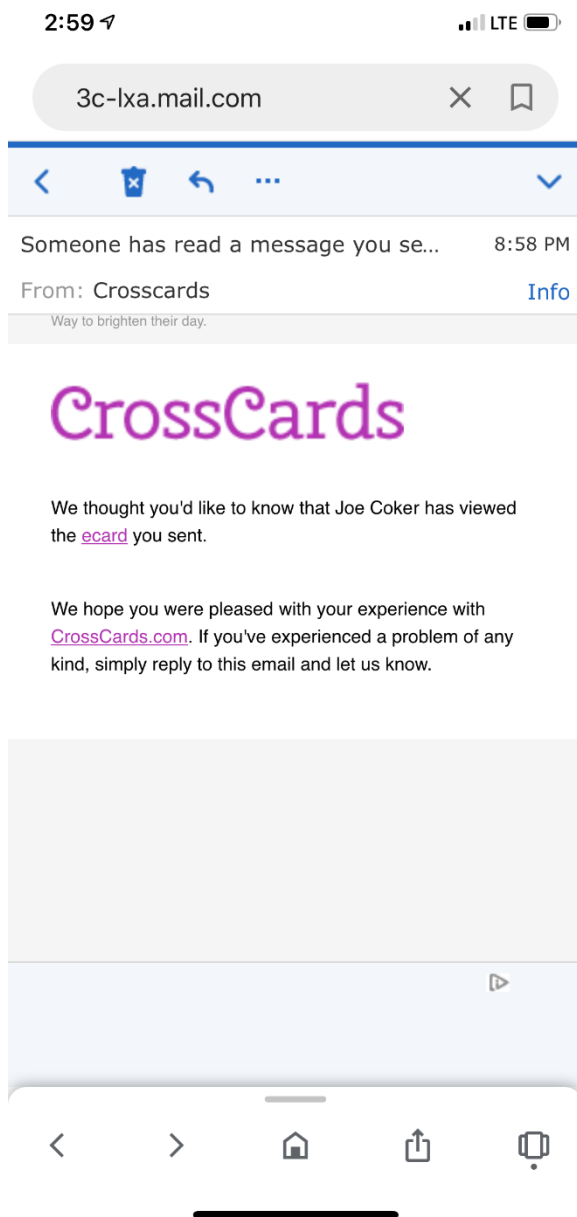 2:59
LTE
3c-lxa.mail.com
Someone has read a message you se... 8:58 PM
From: Crosscards Info
Way to brighten their day.
CrossCards
We thought you'd like to know that Joe Coker has viewed
the ecard you sent.
We hope you were pleased with your experience with
CrossCards.com. If you've experienced a problem of any
kind, simply reply to this email and let us know.